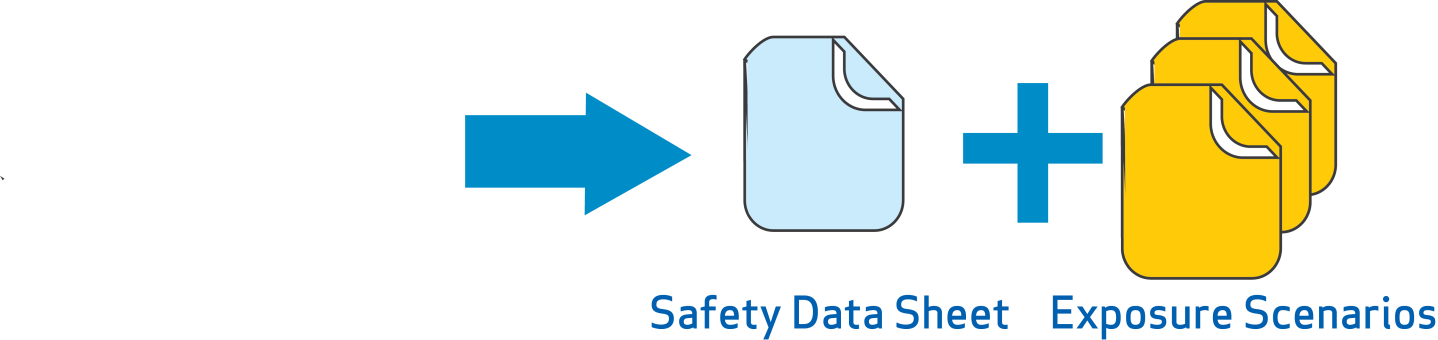 、
Safety Data Sheet Exposure Scenarios